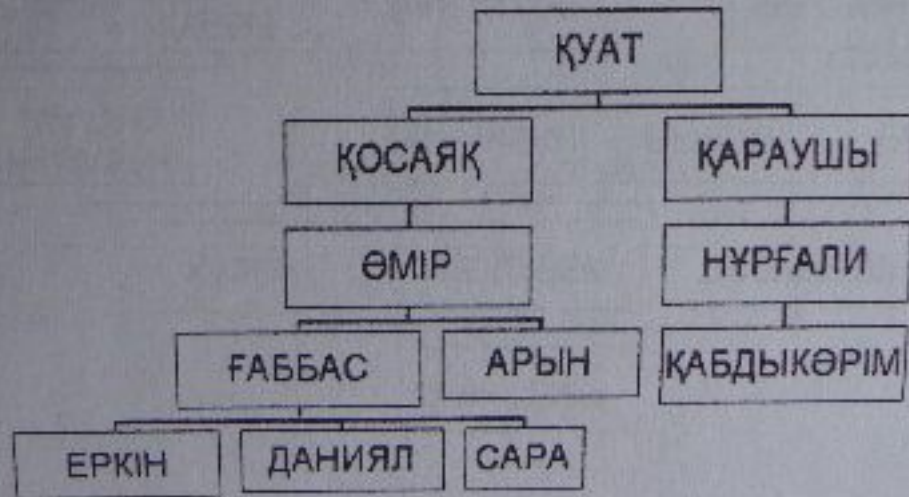 ҚУАТ
ҚОСАЯҚ ҚАРАУШЫ
ӨМІР НҰРҒАЛИ
ҒАББАС АРЫН ҚАБДЫКӘРІМ
ЕРКІН ДАНИЯЛ САРА